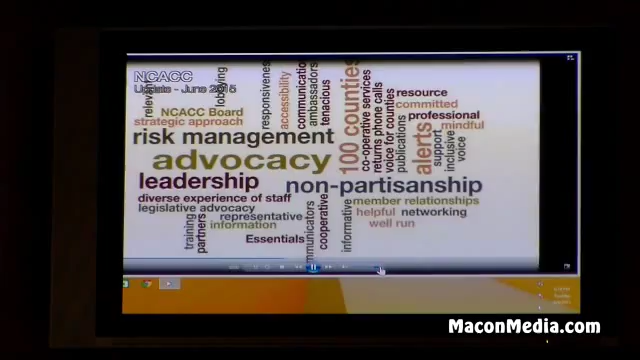 NCACC
Update - June 2015
relevant
lobbying
responsiveness
accessibility
communication
ambassadors
tenacious
100 counties
co-operative services
returns phone calls
voice for counties
publications
resource
committed
professional
alerts
support
inclusive
voice
mindful
NCACC Board
strategic approach
risk management
advocacy
leadership
non-partisanship
diverse experience of staff
legislative advocacy
member relationships
representative
helpful
networking
information
well run
training
partners
Essentials
communicators
cooperative
informative
MaconMedia.com